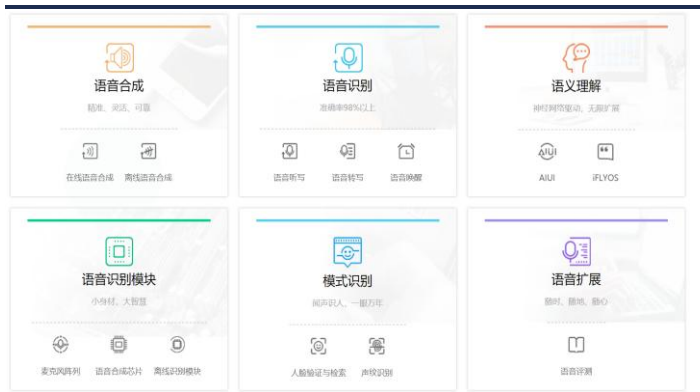 语音合成
精准、灵活、可靠
在线语音合成 离线语音合成
语音识别
准确率98%以上
语音听写 语音转写 语音唤醒
语义理解
神经网络驱动、无限扩展
AIUI iFLYOS
语音识别模块
小身材、大智慧
麦克风阵列 语音合成芯片 离线识别模块
模式识别
闻声识人、一眼万年
人脸验证与检索 声纹识别
语音扩展
随时、随地、随心
语音评测